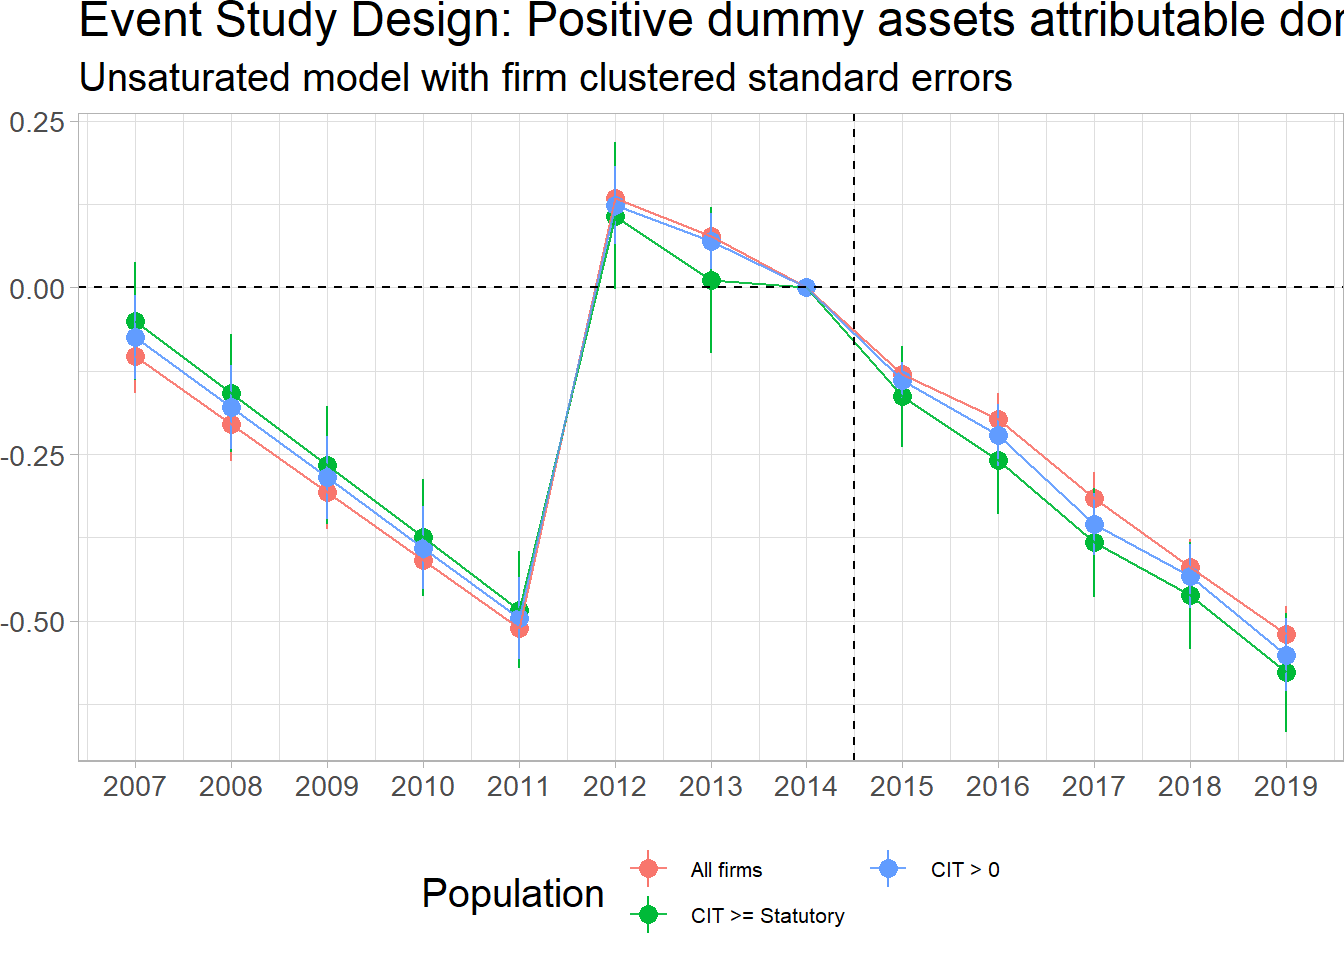 Event Study Design: Positive dummy assets attributable
Unsaturated model with firm clustered standard errors
0.25
0.00
-0.25
-0.50
2007 2008 2009 2010 2011 2012 2013 2014 2015 2016 2017 2018 2019
Population
All firms
CIT > 0
CIT >= Statutory